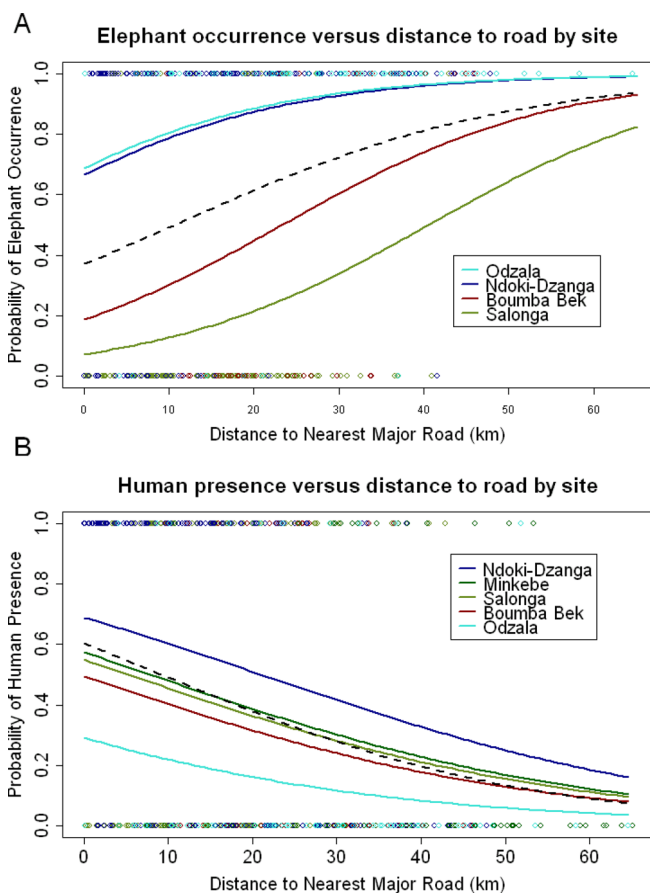 A
Elephant occurrence versus distance to road by site
Probability of Elephant Occurrence
1.0
0.8
0.6
0.4
0.2
0.0
Odzala
Ndoki-Dzanga
Boumba Bek
Salonga
0 10 20 30 40 50 60
Distance to Nearest Major Road (km)
B
Human presence versus distance to road by site
Probability of Human Presence
1.0
0.8
0.6
0.4
0.2
0.0
Ndoki-Dzanga
Minkebe
Salonga
Boumba Bek
Odzala
0 10 20 30 40 50 60
Distance to Nearest Major Road (km)